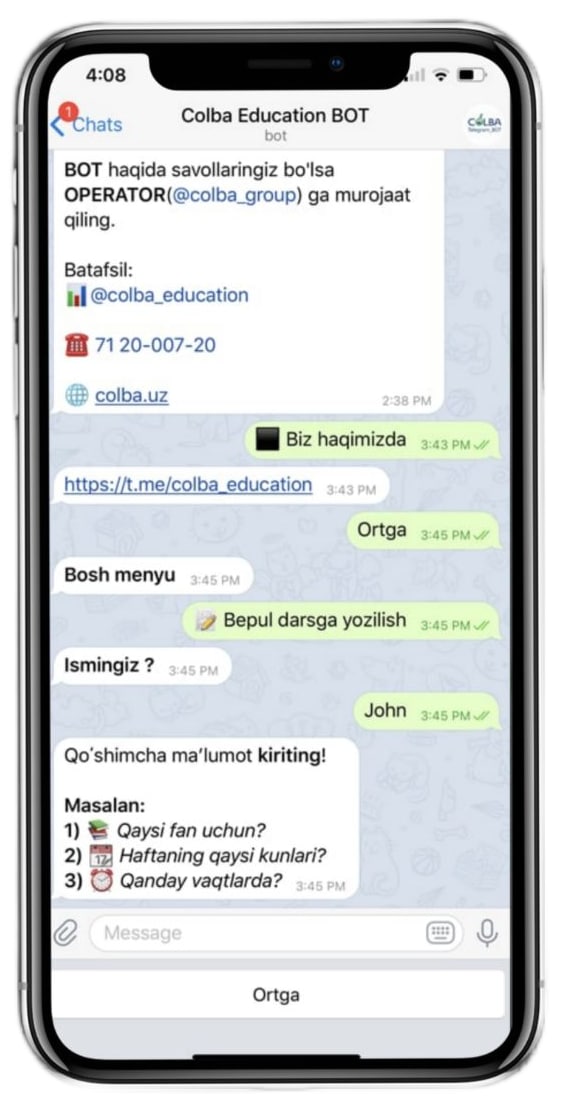 4:08
1
Chats
Colba Education BOT
bot
COLBA
Telegram_BOT
BOT haqida savollaringiz bo'lsa
OPERATOR(@colba_group) ga murojaat
qiling.
Batafsil:
@colba_education
71 20-007-20
colba.uz 2:38 PM
Biz haqimizda 3:43 PM
https://t.me/colba_education 3:43 PM
Ortga 3:45 PM
Bosh menyu 3:45 PM
Bepul darsga yozilish 3:45 PM
Ismingiz ? 3:45 PM
John 3:45 PM
Qoʻshimcha maʼlumot kiriting!
Masalan:
1) 📚 Qaysi fan uchun?
2) 📅 Haftaning qaysi kunlari?
3) ⏰ Qanday vaqtlarda? 3:45 PM
Message
Ortga